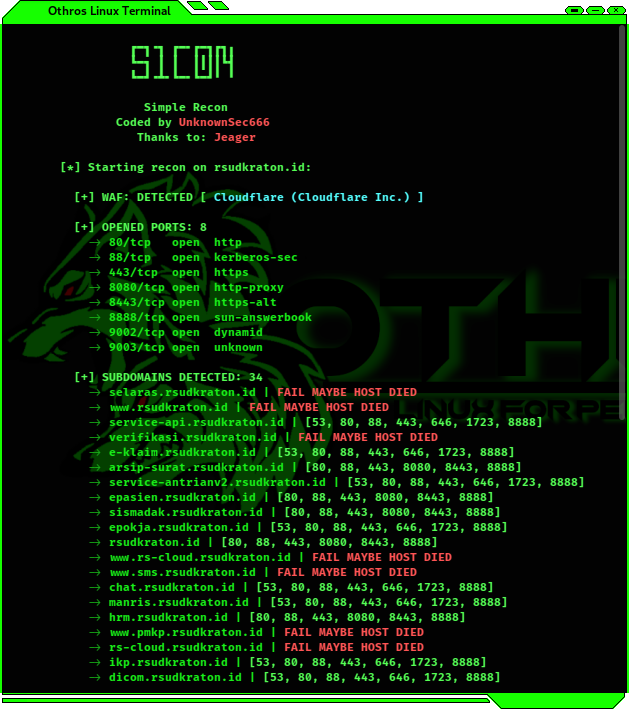 Othros Linux Terminal
SICON
Simple Recon
Coded by UnknownSec666
Thanks to: Jeager
[*] Starting recon on rsudkraton.id:
[+] WAF: DETECTED [ Cloudflare (Cloudflare Inc.) ]
[+] OPENED PORTS: 8
→ 80/tcp open http
→ 88/tcp open kerberos-sec
→ 443/tcp open https
→ 8080/tcp open http-proxy
→ 8443/tcp open https-alt
→ 8888/tcp open sun-answerbook
→ 9002/tcp open dynamid
→ 9003/tcp open unknown
[+] SUBDOMAINS DETECTED: 34
→ selaras.rsudkraton.id | FAIL MAYBE HOST DIED
→ www.rsudkraton.id | FAIL MAYBE HOST DIED
→ service-api.rsudkraton.id | [53, 80, 88, 443, 646, 1723, 8888]
→ verifikasi.rsudkraton.id | FAIL MAYBE HOST DIED
→ e-klaim.rsudkraton.id | [53, 80, 88, 443, 646, 1723, 8888]
→ arsip-surat.rsudkraton.id | [80, 88, 443, 8080, 8443, 8888]
→ service-antrianv2.rsudkraton.id | [53, 80, 88, 443, 646, 1723, 8888]
→ epasien.rsudkraton.id | [80, 88, 443, 8080, 8443, 8888]
→ sismadak.rsudkraton.id | [80, 88, 443, 8080, 8443, 8888]
→ epokja.rsudkraton.id | [53, 80, 88, 443, 646, 1723, 8888]
→ rsudkraton.id | [80, 88, 443, 8080, 8443, 8888]
→ www.rs-cloud.rsudkraton.id | FAIL MAYBE HOST DIED
→ www.sms.rsudkraton.id | FAIL MAYBE HOST DIED
→ chat.rsudkraton.id | [53, 80, 88, 443, 646, 1723, 8888]
→ manris.rsudkraton.id | [53, 80, 88, 443, 646, 1723, 8888]
→ hrm.rsudkraton.id | [80, 88, 443, 8080, 8443, 8888]
→ www.pmkp.rsudkraton.id | FAIL MAYBE HOST DIED
→ rs-cloud.rsudkraton.id | FAIL MAYBE HOST DIED
→ ikp.rsudkraton.id | [53, 80, 88, 443, 646, 1723, 8888]
→ dicom.rsudkraton.id | [53, 80, 88, 443, 646, 1723, 8888]
OTH
LINUX FOR PE